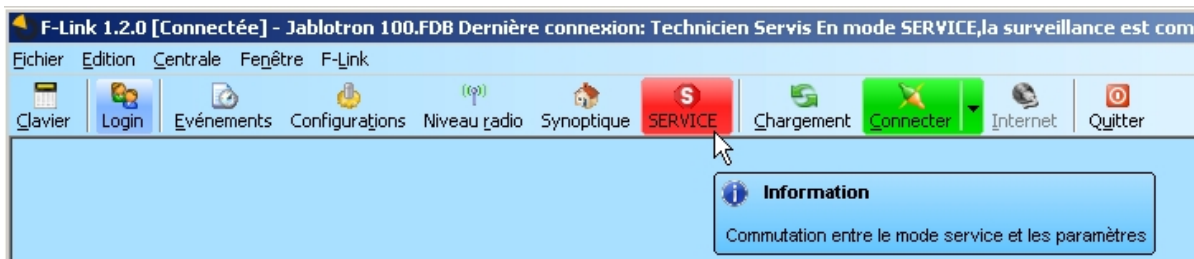 F-Link 1.2.0 [Connectée] - Jablotron 100.FDB Dernière connexion: Technicien Servis En mode SERVICE,la surveillance est com
Fichier Edition Centrale Fenêtre F-Link
Clavier Login Evénements Configurations Niveau radio Synoptique SERVICE Chargement Connecter Internet Quitter
Information
Commutation entre le mode service et les paramètres